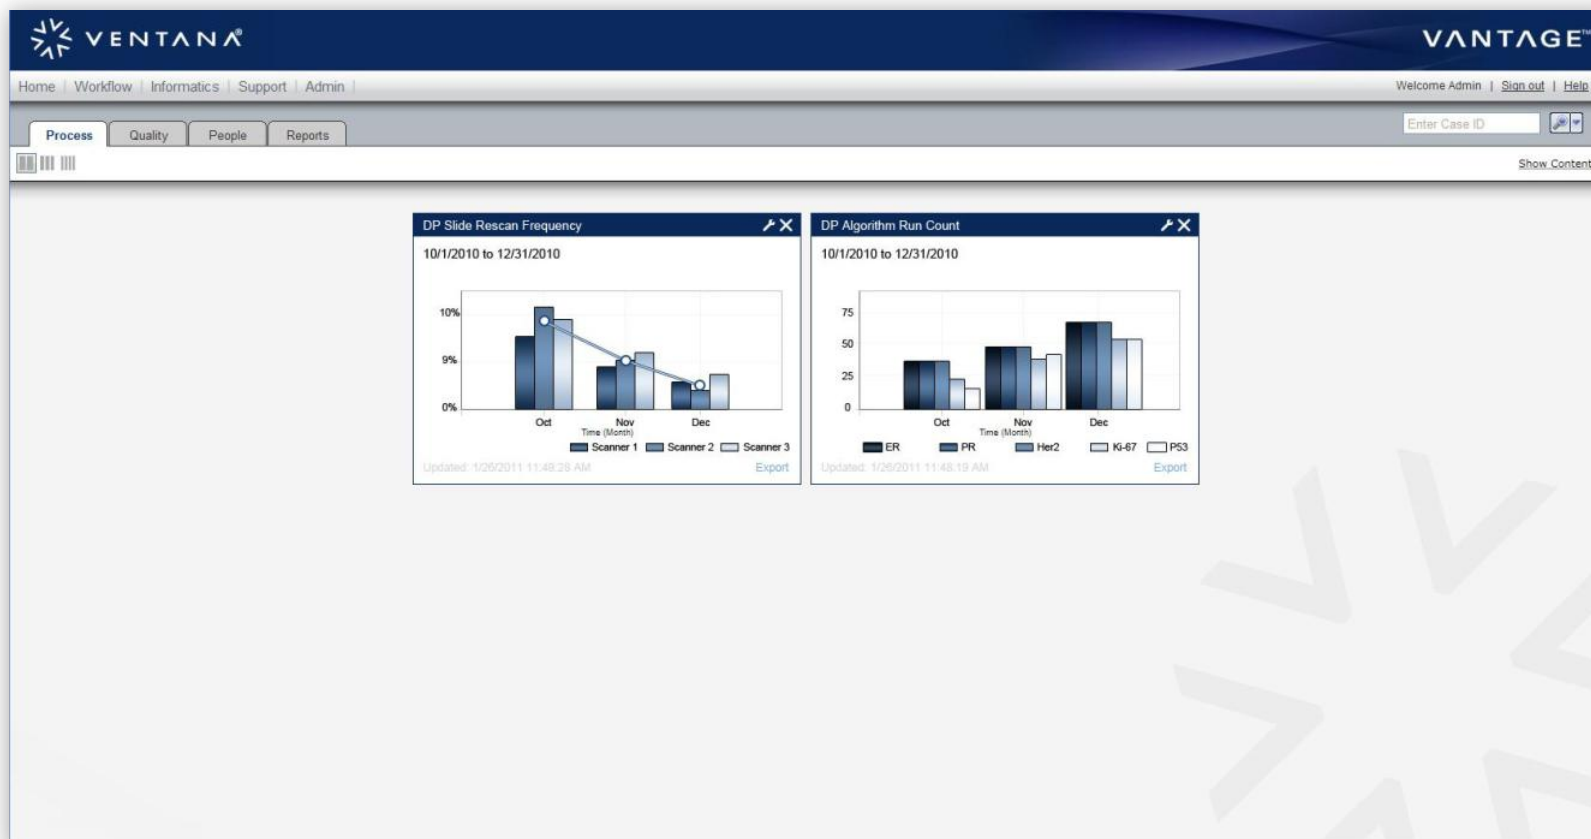 VENTANA®
VANTAGE™
Home | Workflow | Informatics | Support | Admin |
Welcome Admin | Sign out | Help
Process Quality People Reports
Enter Case ID
Show Content
DP Slide Rescan Frequency
10/1/2010 to 12/31/2010
10%
9%
0%
Oct Nov Dec
Time (Month)
Scanner 1 Scanner 2 Scanner 3
Updated: 1/26/2011 11:49:28 AM
Export
DP Algorithm Run Count
10/1/2010 to 12/31/2010
75
50
25
0
Oct Nov Dec
Time (Month)
ER PR Her2 Ki-67 P53
Updated: 1/26/2011 11:48:19 AM
Export